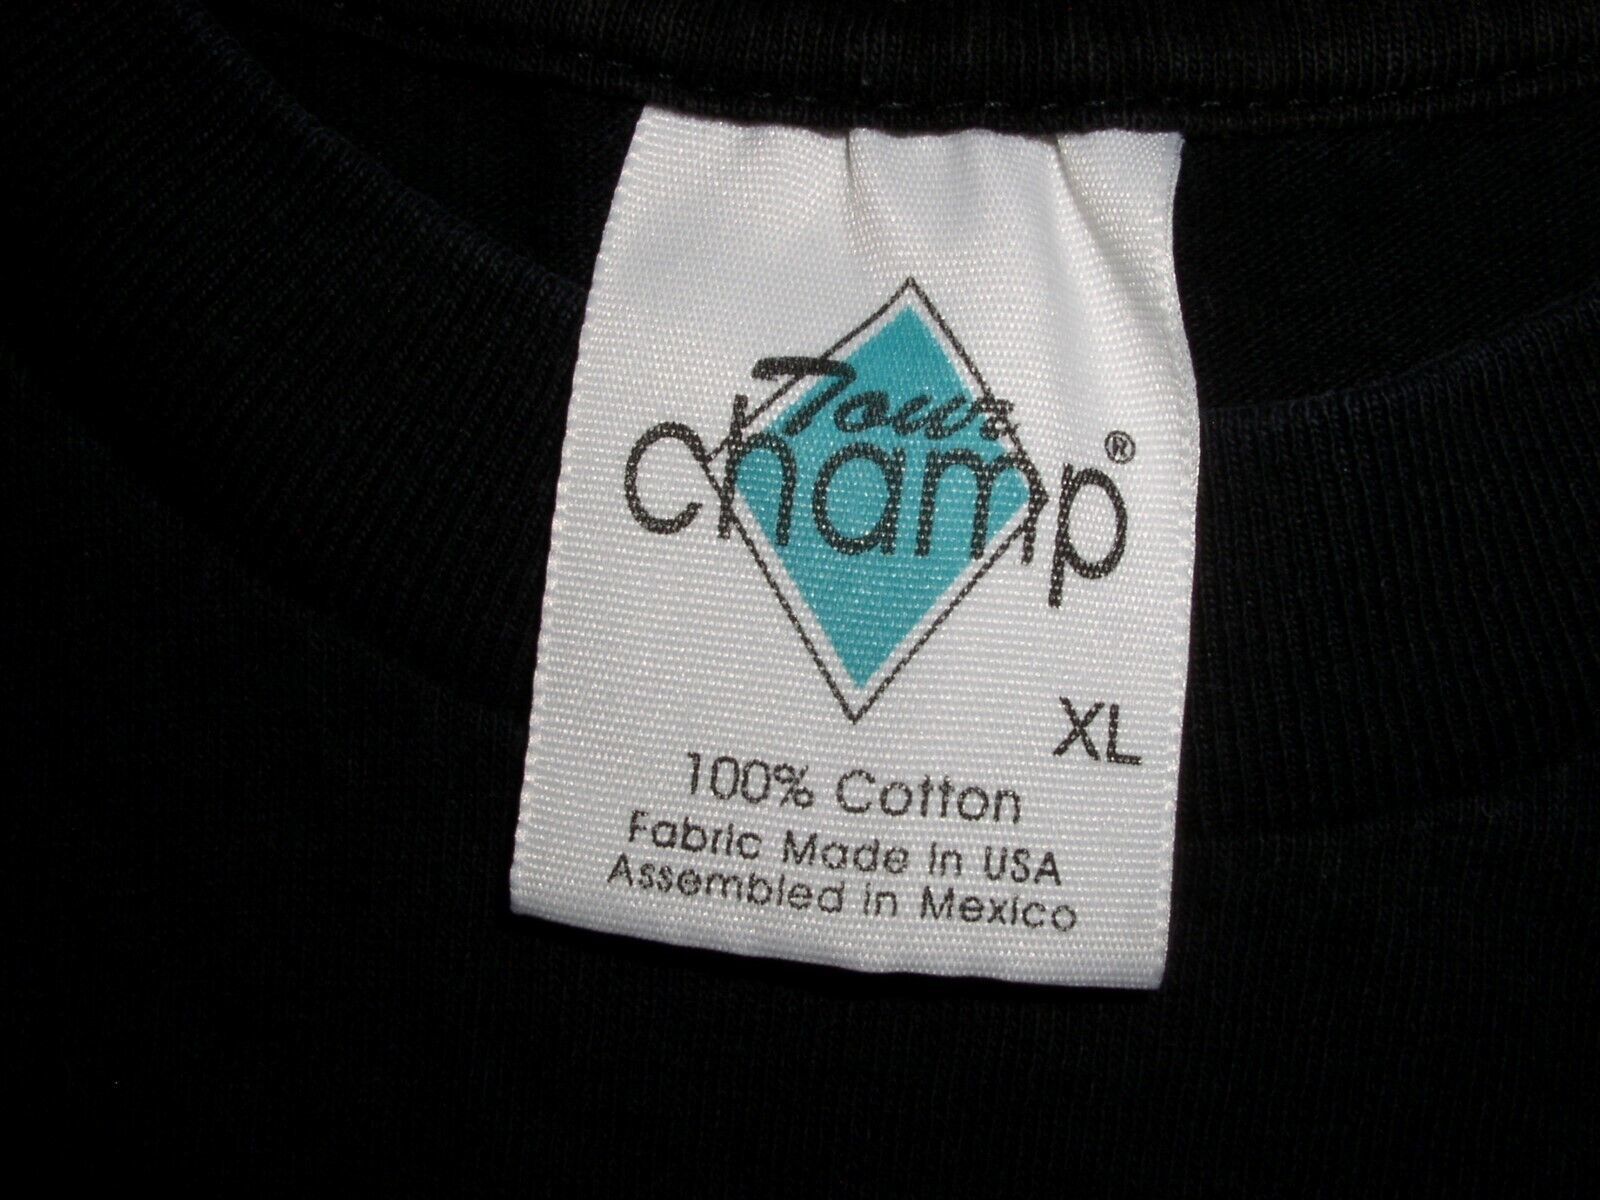 Tour
champ®
XL
100% Cotton
Fabric Made in USA
Assembled in Mexico